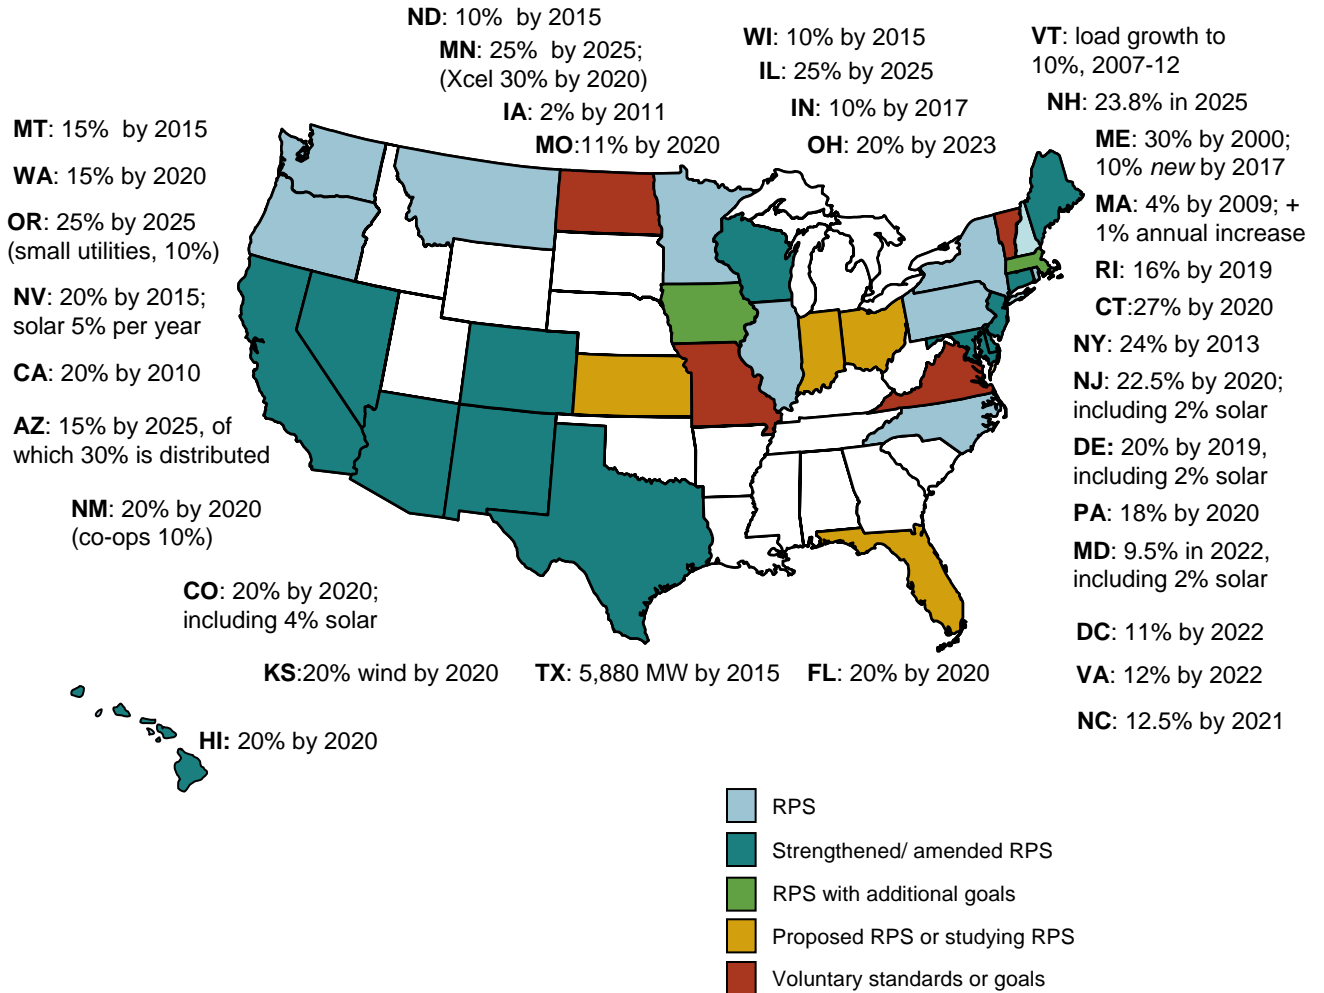 ND: 10%  by 2015
MN: 25%  by 2025;
(Xcel 30% by 2020)
IA: 2% by 2011
MO:11% by 2020
WI: 10% by 2015
IL: 25% by 2025
IN: 10% by 2017
OH: 20% by 2023
VT: load growth to
10%, 2007-12
NH: 23.8% in 2025
ME: 30% by 2000;
10% new by 2017
MA: 4% by 2009; +
1% annual increase
RI: 16% by 2019
CT:27% by 2020
NY: 24% by 2013
NJ: 22.5% by 2020;
including 2% solar
DE: 20% by 2019,
including 2% solar
PA: 18% by 2020
MD: 9.5% in 2022,
including 2% solar
DC: 11% by 2022
VA: 12% by 2022
NC: 12.5% by 2021
MT: 15%  by 2015
WA: 15% by 2020
OR: 25% by 2025
(small utilities, 10%)
NV: 20% by 2015;
solar 5% per year
CA: 20% by 2010
AZ: 15% by 2025, of
which 30% is distributed
NM: 20% by 2020
(co-ops 10%)
CO: 20% by 2020;
including 4% solar
KS:20% wind by 2020
TX: 5,880 MW by 2015
FL: 20% by 2020
HI: 20% by 2020
RPS
Strengthened/ amended RPS
RPS with additional goals
Proposed RPS or studying RPS
Voluntary standards or goals